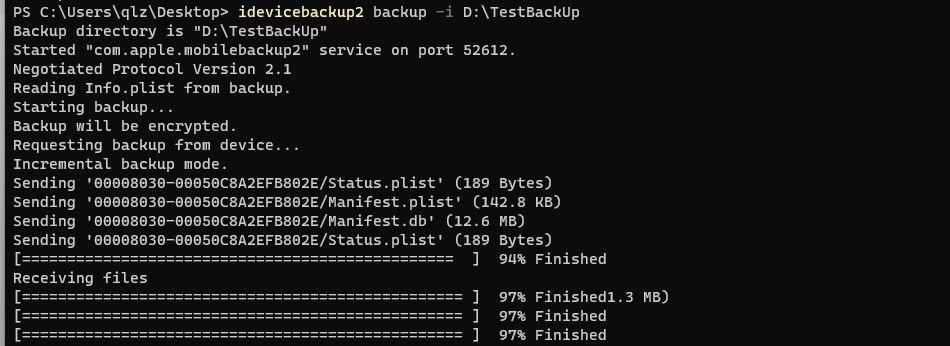 PS C:\Users\qlz\Desktop> idevicebackup2 backup -i D:\TestBackUp
Backup directory is "D:\TestBackUp"
Started "com.apple.mobilebackup2" service on port 52612.
Negotiated Protocol Version 2.1
Reading Info.plist from backup.
Starting backup...
Backup will be encrypted.
Requesting backup from device...
Incremental backup mode.
Sending '00008030-00050C8A2EFB802E/Status.plist' (189 Bytes)
Sending '00008030-00050C8A2EFB802E/Manifest.plist' (142.8 KB)
Sending '00008030-00050C8A2EFB802E/Manifest.db' (12.6 MB)
Sending '00008030-00050C8A2EFB802E/Status.plist' (189 Bytes)
[================================================  ]  94% Finished
Receiving files
[================================================= ]  97% Finished1.3 MB)
[================================================= ]  97% Finished
[================================================= ]  97% Finished